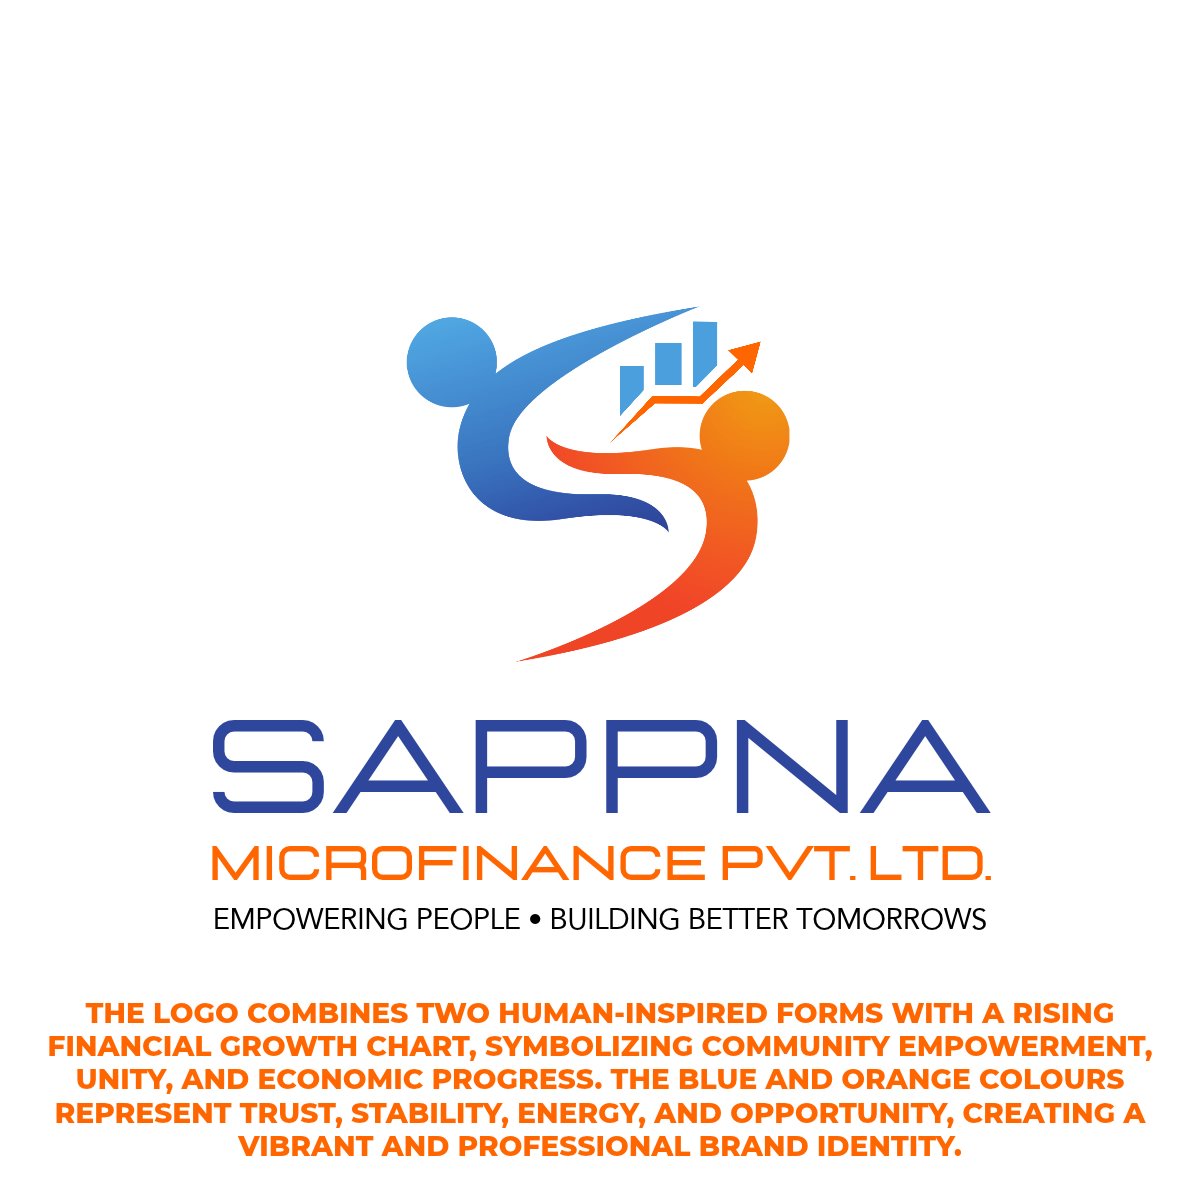 SAPPNA
MICROFINANCE PVT. LTD.
EMPOWERING PEOPLE • BUILDING BETTER TOMORROWS
THE LOGO COMBINES TWO HUMAN-INSPIRED FORMS WITH A RISING
FINANCIAL GROWTH CHART, SYMBOLIZING COMMUNITY EMPOWERMENT,
UNITY, AND ECONOMIC PROGRESS. THE BLUE AND ORANGE COLOURS
REPRESENT TRUST, STABILITY, ENERGY, AND OPPORTUNITY, CREATING A
VIBRANT AND PROFESSIONAL BRAND IDENTITY.